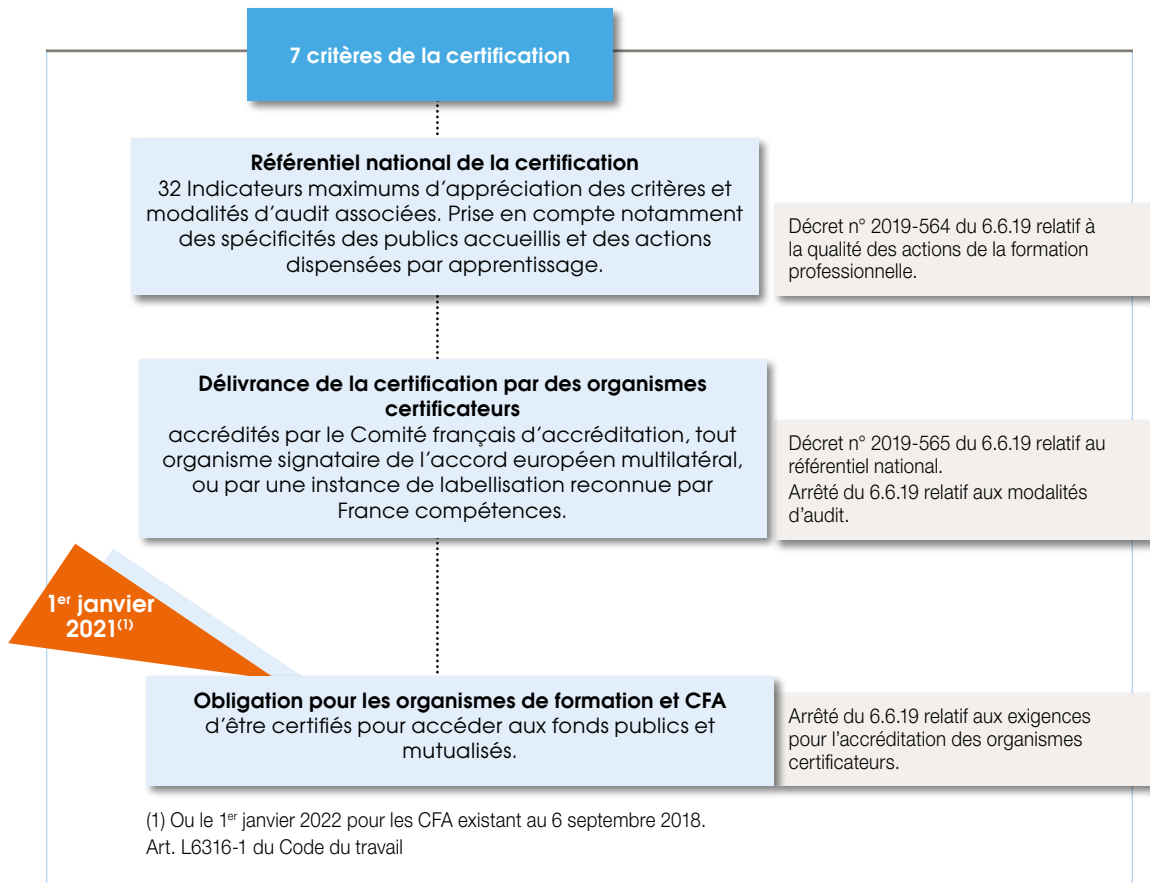 7 critères de la certification
Référentiel national de la certification
32 Indicateurs maximums d'appréciation des critères et
modalités d'audit associées. Prise en compte notamment
des spécificités des publics accueillis et des actions
dispensées par apprentissage.
Décret n° 2019-564 du 6.6.19 relatif à
la qualité des actions de la formation
professionnelle.
Délivrance de la certification par des organismes
certificateurs
accrédités par le Comité français d'accréditation, tout
organisme signataire de l'accord européen multilatéral,
ou par une instance de labellisation reconnue par
France compétences.
Décret n° 2019-565 du 6.6.19 relatif au
référentiel national.
Arrêté du 6.6.19 relatif aux modalités
d'audit.
1er janvier
2021(1)
Obligation pour les organismes de formation et CFA
d'être certifiés pour accéder aux fonds publics et
mutualisés.
Arrêté du 6.6.19 relatif aux exigences
pour l'accréditation des organismes
certificateurs.
(1) Ou le 1er janvier 2022 pour les CFA existant au 6 septembre 2018.
Art. L6316-1 du Code du travail